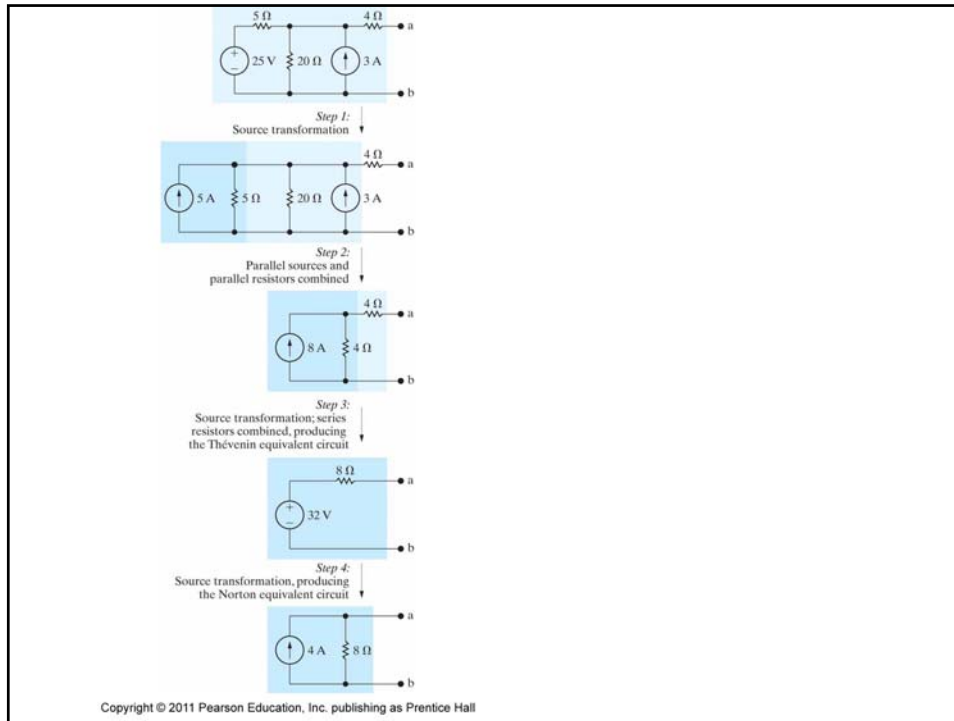 5 Ω 4 Ω
a
+
− 25 V 20 Ω 3 A
b
Step 1:
Source transformation
4 Ω
a
5 A 5 Ω 20 Ω 3 A
b
Step 2:
Parallel sources and
parallel resistors combined
4 Ω
a
8 A 4 Ω
b
Step 3:
Source transformation; series
resistors combined, producing
the Thévenin equivalent circuit
8 Ω
a
+
− 32 V
b
Step 4:
Source transformation, producing
the Norton equivalent circuit
a
4 A 8 Ω
b
Copyright © 2011 Pearson Education, Inc. publishing as Prentice Hall